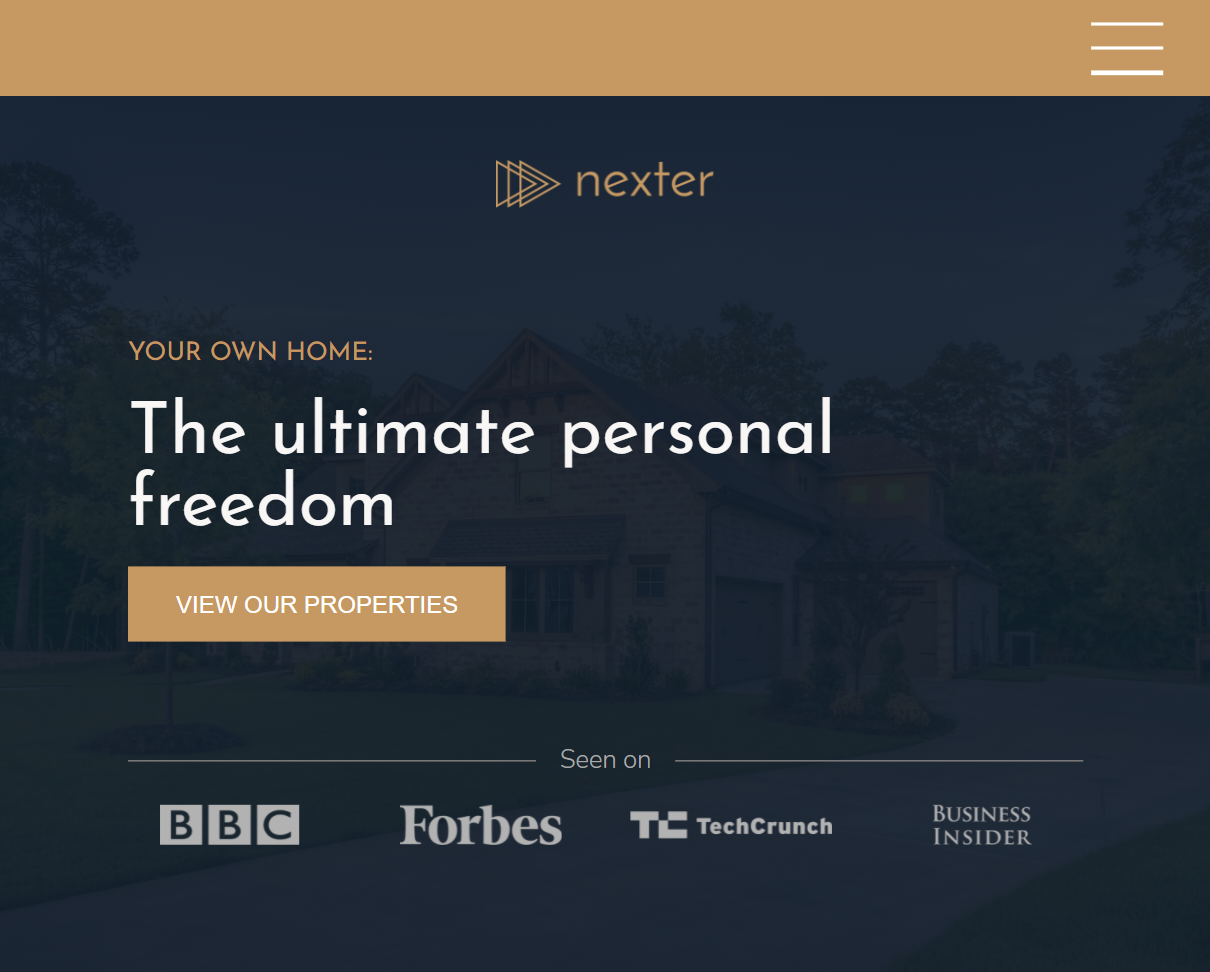 nexter
YOUR OWN HOME:
The ultimate personal
freedom
VIEW OUR PROPERTIES
Seen on
BBC
Forbes
TC TechCrunch
BUSINESS
INSIDER